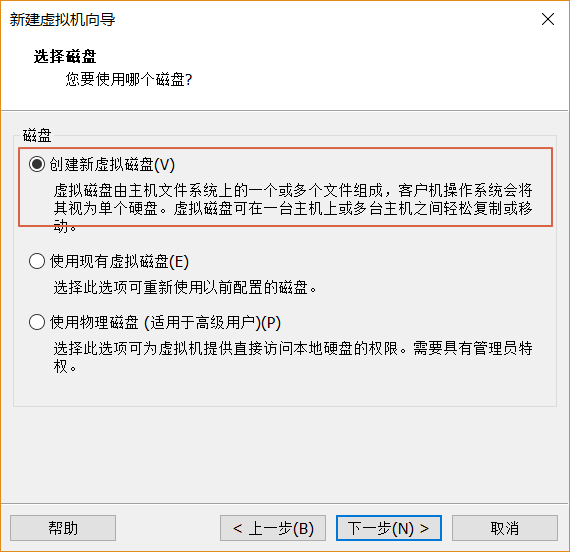 新建虚拟机向导
选择磁盘
您要使用哪个磁盘?
磁盘
创建新虚拟磁盘(V)
虚拟磁盘由主机文件系统上的一个或多个文件组成，客户机操作系统会将
其视为单个硬盘。虚拟磁盘可在一台主机上或多台主机之间轻松复制或移
动。
使用现有虚拟磁盘(E)
选择此选项可重新使用以前配置的磁盘。
使用物理磁盘 (适用于高级用户)(P)
选择此选项可为虚拟机提供直接访问本地硬盘的权限。需要具有管理员特
权。
帮助
< 上一步(B)
下一步(N) >
取消